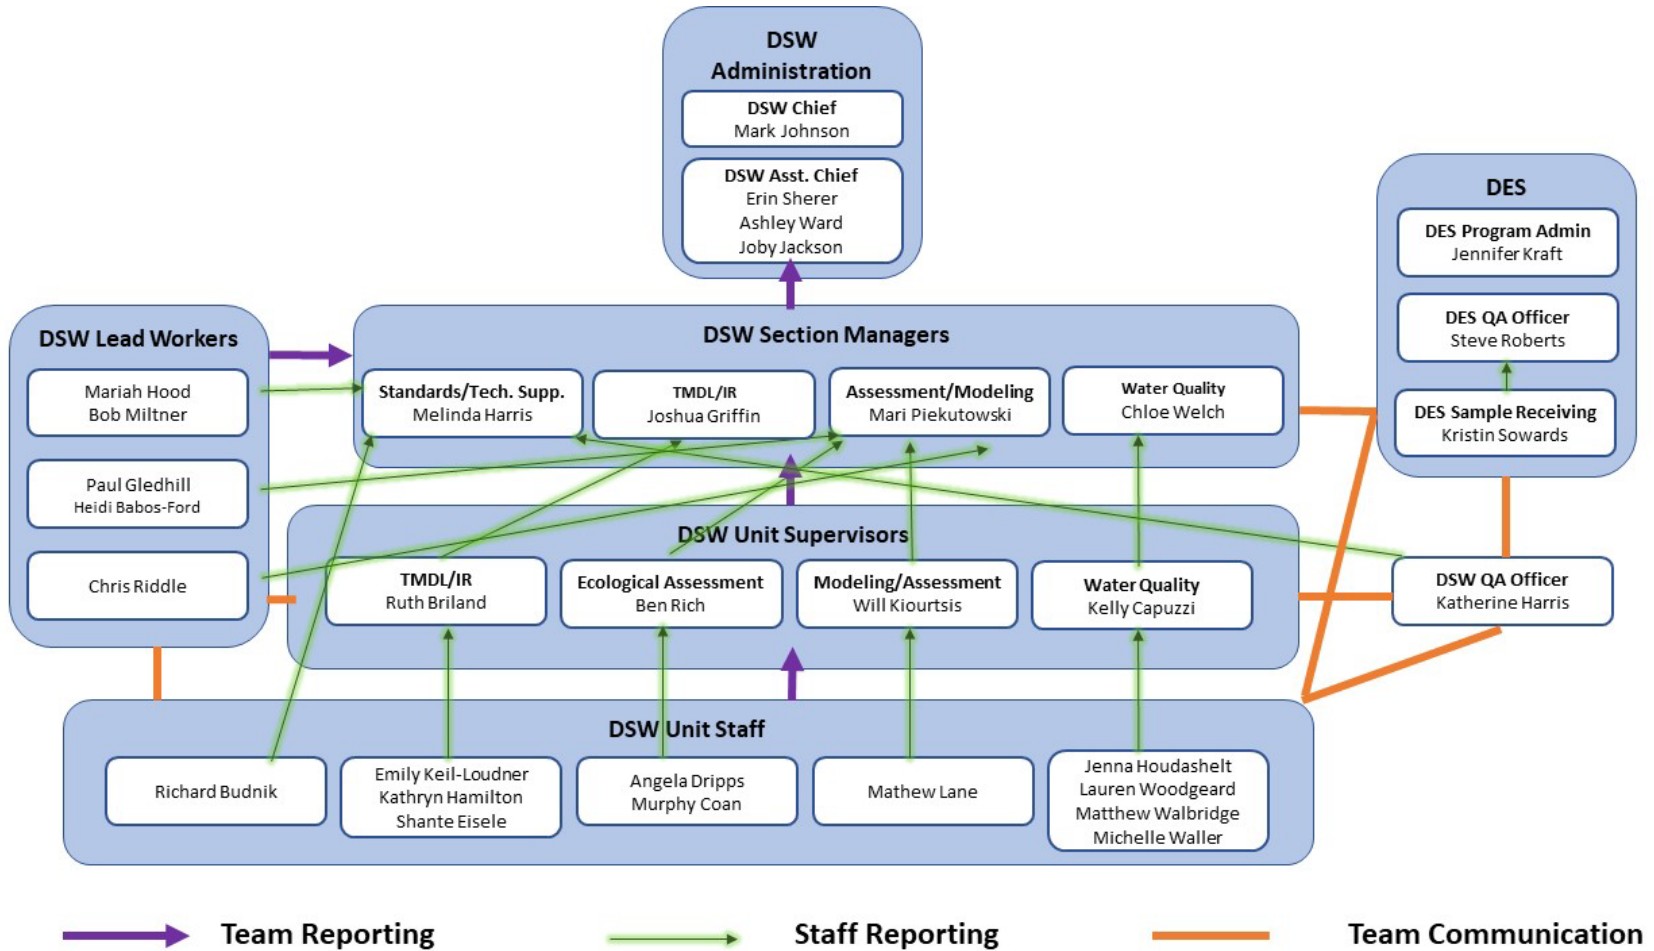 DSW
Administration
DSW Chief
Mark Johnson
DSW Asst. Chief
Erin Sherer
Ashley Ward
Joby Jackson
DES
DES Program Admin
Jennifer Kraft
DES QA Officer
Steve Roberts
DES Sample Receiving
Kristin Sowards
DSW Lead Workers
Mariah Hood
Bob Miltner
Paul Gledhill
Heidi Babos-Ford
Chris Riddle
DSW Section Managers
Standards/Tech. Supp.
Melinda Harris
TMDL/IR
Joshua Griffin
Assessment/Modeling
Mari Piekutowski
Water Quality
Chloe Welch
DSW Unit Supervisors
TMDL/IR
Ruth Briland
Ecological Assessment
Ben Rich
Modeling/Assessment
Will Kiourtsis
Water Quality
Kelly Capuzzi
DSW QA Officer
Katherine Harris
DSW Unit Staff
Richard Budnik
Emily Keil-Loudner
Kathryn Hamilton
Shante Eisele
Angela Dripps
Murphy Coan
Mathew Lane
Jenna Houdashelt
Lauren Woodgeard
Matthew Walbridge
Michelle Waller
Team Reporting
Staff Reporting
Team Communication